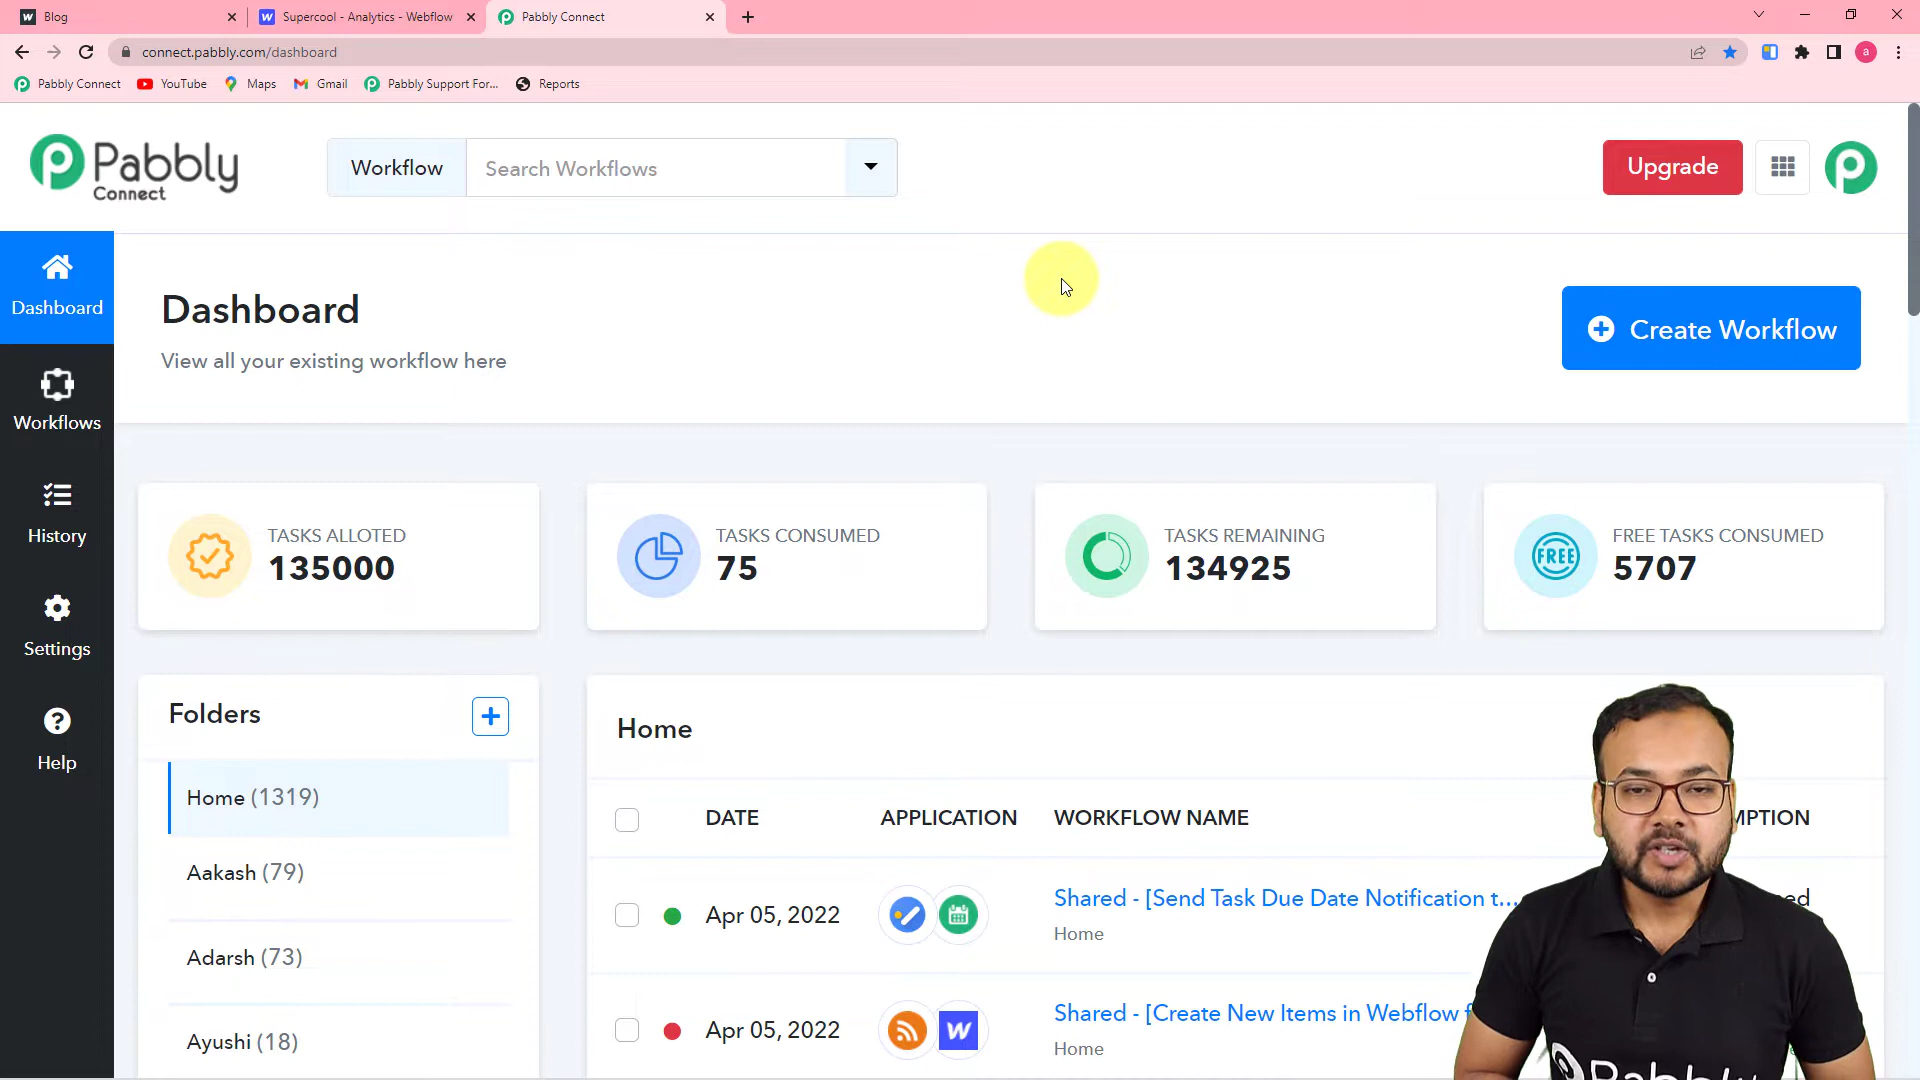 Blog
Supercool - Analytics - Webflow
Pabbly Connect
connect.pabbly.com/dashboard
a
Pabbly Connect
YouTube
Maps
Gmail
Pabbly Support For...
Reports
Pabbly
Connect
Workflow
Search Workflows
Upgrade
Dashboard
Workflows
History
Settings
Help
Dashboard
View all your existing workflow here
Create Workflow
TASKS ALLOTED
135000
TASKS CONSUMED
75
TASKS REMAINING
134925
FREE
FREE TASKS CONSUMED
5707
Folders
Home (1319)
Aakash (79)
Adarsh (73)
Ayushi (18)
Home
DATE APPLICATION WORKFLOW NAME
Apr 05, 2022
Shared - [Send Task Due Date Notification t...
Home
Apr 05, 2022
Shared - [Create New Items in Webflow f
Home
Pabbly